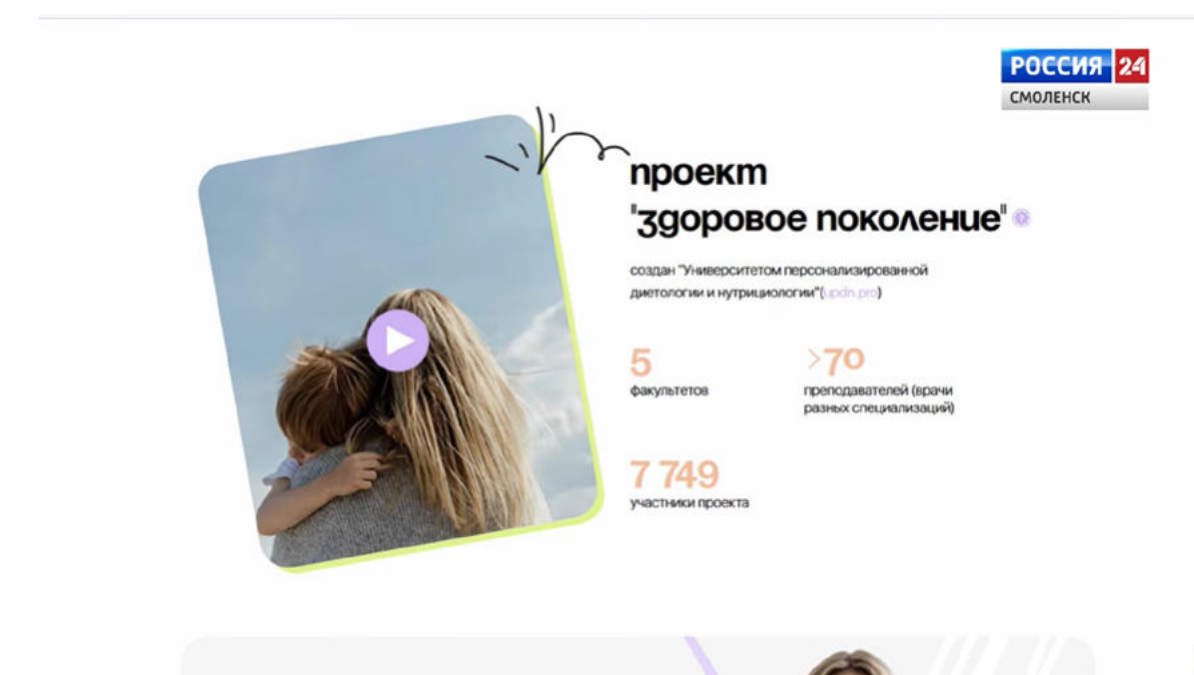 РОССИЯ 24
СМОЛЕНСК
проект
"здоровое поколение"
создан "Университетом персонализированной
диетологии и нутрициологии"(updn.pro)
5
факультетов
>70
преподавателей (врачи
разных специализаций)
7 749
участники проекта